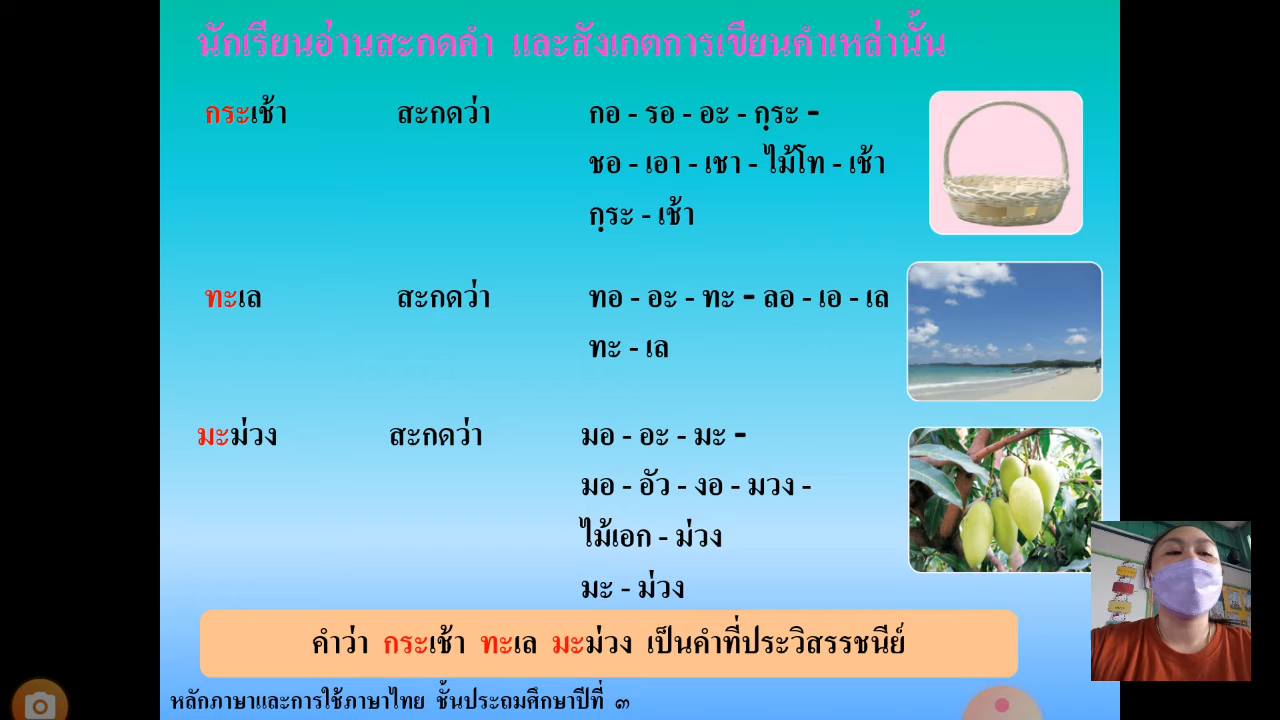 นักเรียนอ่านสะกดคำ และสังเกตการเขียนคำเหล่านั้น
กระเช้า สะกดว่า กอ - รอ - อะ - กฺระ -
ชอ - เอา - เชา - ไม้โท - เช้า
กฺระ - เช้า
ทะเล สะกดว่า ทอ - อะ - ทะ - ลอ - เอ - เล
ทะ - เล
มะม่วง สะกดว่า มอ - อะ - มะ -
มอ - อัว - งอ - มวง -
ไม้เอก - ม่วง
มะ - ม่วง
คำว่า กระเช้า ทะเล มะม่วง เป็นคำที่ประวิสรรชนีย์
หลักภาษาและการใช้ภาษาไทย ชั้นประถมศึกษาปีที่ ๓